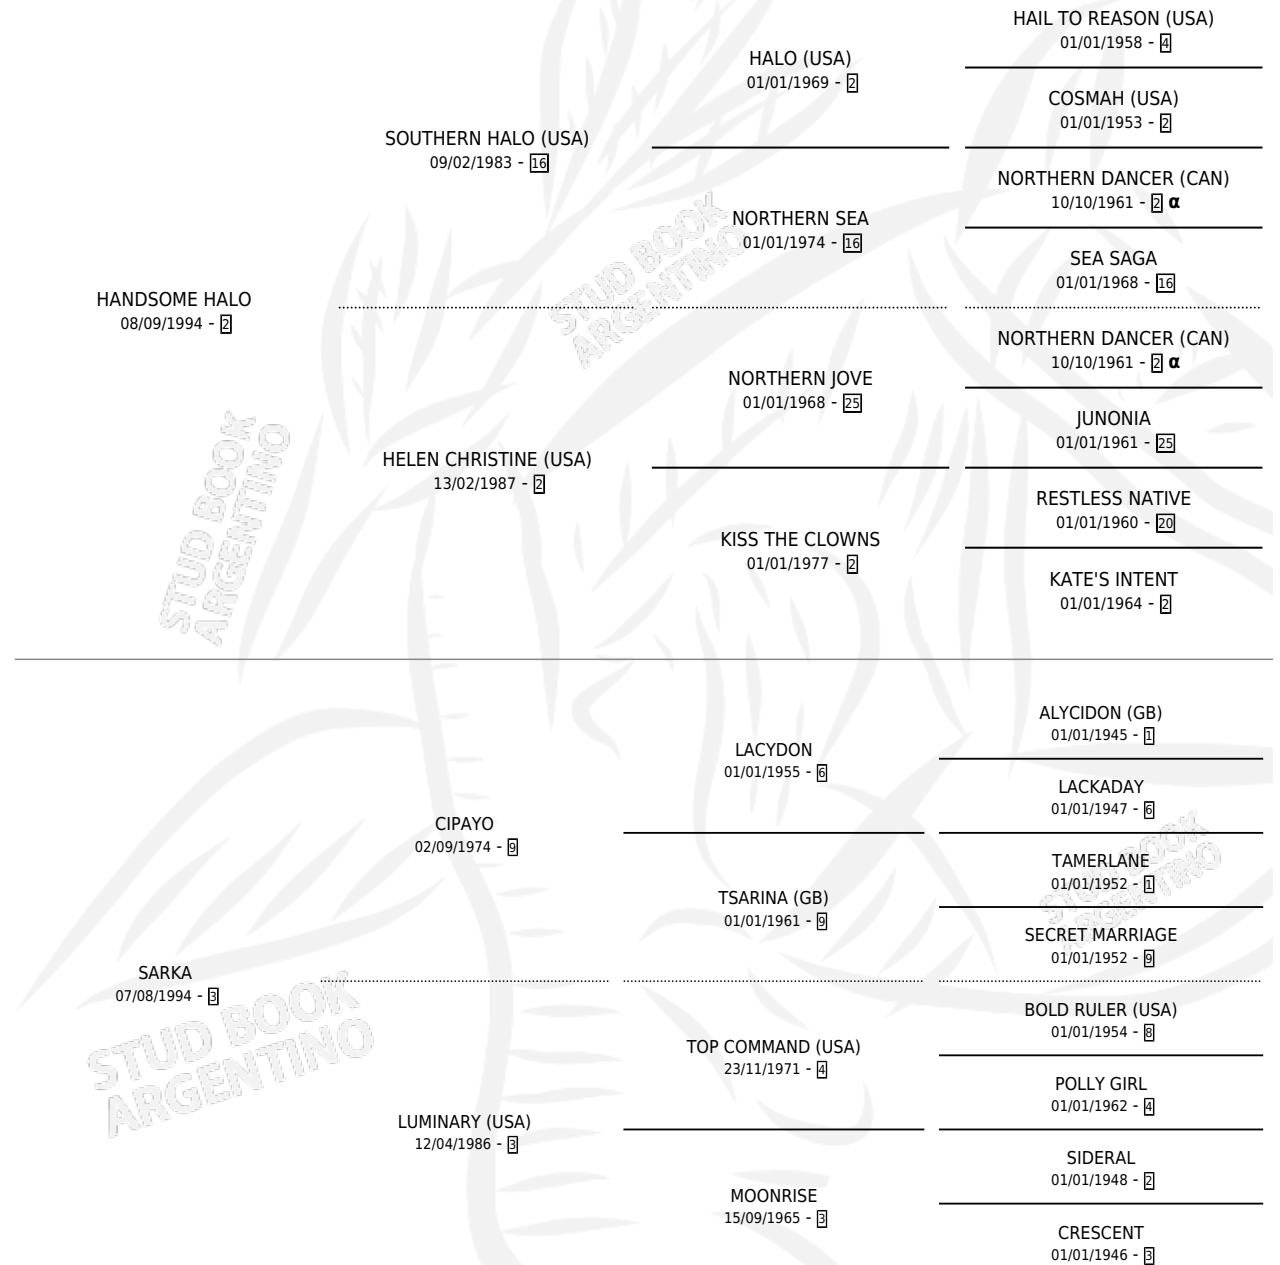 HAIL TO REASON (USA)
01/01/1958 - 4
HALO (USA)
01/01/1969 - 2
COSMAH (USA)
01/01/1953 - 2
SOUTHERN HALO (USA)
09/02/1983 - 16
NORTHERN DANCER (CAN)
10/10/1961 - 2 α
NORTHERN SEA
01/01/1974 - 16
SEA SAGA
01/01/1968 - 16
HANDSOME HALO
08/09/1994 - 2
NORTHERN DANCER (CAN)
10/10/1961 - 2 α
NORTHERN JOVE
01/01/1968 - 25
JUNONIA
01/01/1961 - 25
HELEN CHRISTINE (USA)
13/02/1987 - 2
RESTLESS NATIVE
01/01/1960 - 20
KISS THE CLOWNS
01/01/1977 - 2
KATE'S INTENT
01/01/1964 - 2
ALYCIDON (GB)
01/01/1945 - 1
LACYDON
01/01/1955 - 6
LACKADAY
01/01/1947 - 6
CIPAYO
02/09/1974 - 9
TAMERLANE
01/01/1952 - 1
TSARINA (GB)
01/01/1961 - 9
SECRET MARRIAGE
01/01/1952 - 9
SARKA
07/08/1994 - 3
BOLD RULER (USA)
01/01/1954 - 8
TOP COMMAND (USA)
23/11/1971 - 4
POLLY GIRL
01/01/1962 - 4
LUMINARY (USA)
12/04/1986 - 3
SIDERAL
01/01/1948 - 2
MOONRISE
15/09/1965 - 3
CRESCENT
01/01/1946 - 3
STUD BOOK
ARGENTINO
STUD BOOK
ARGENTINO
STUD BOOK
ARGENTINO
STUD BOOK
ARGENTINO